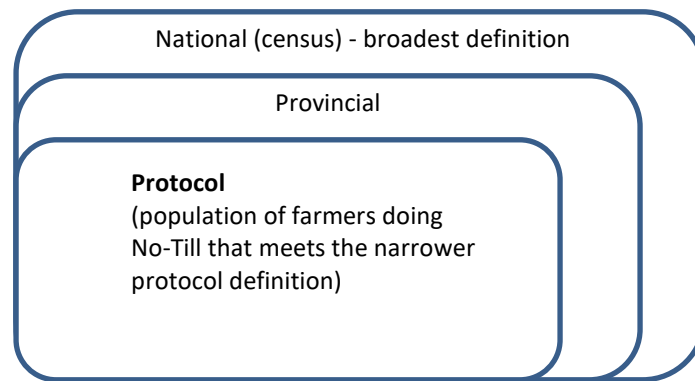 National (census) - broadest definition
Provincial
Protocol
(population of farmers doing
No-Till that meets the narrower
protocol definition)